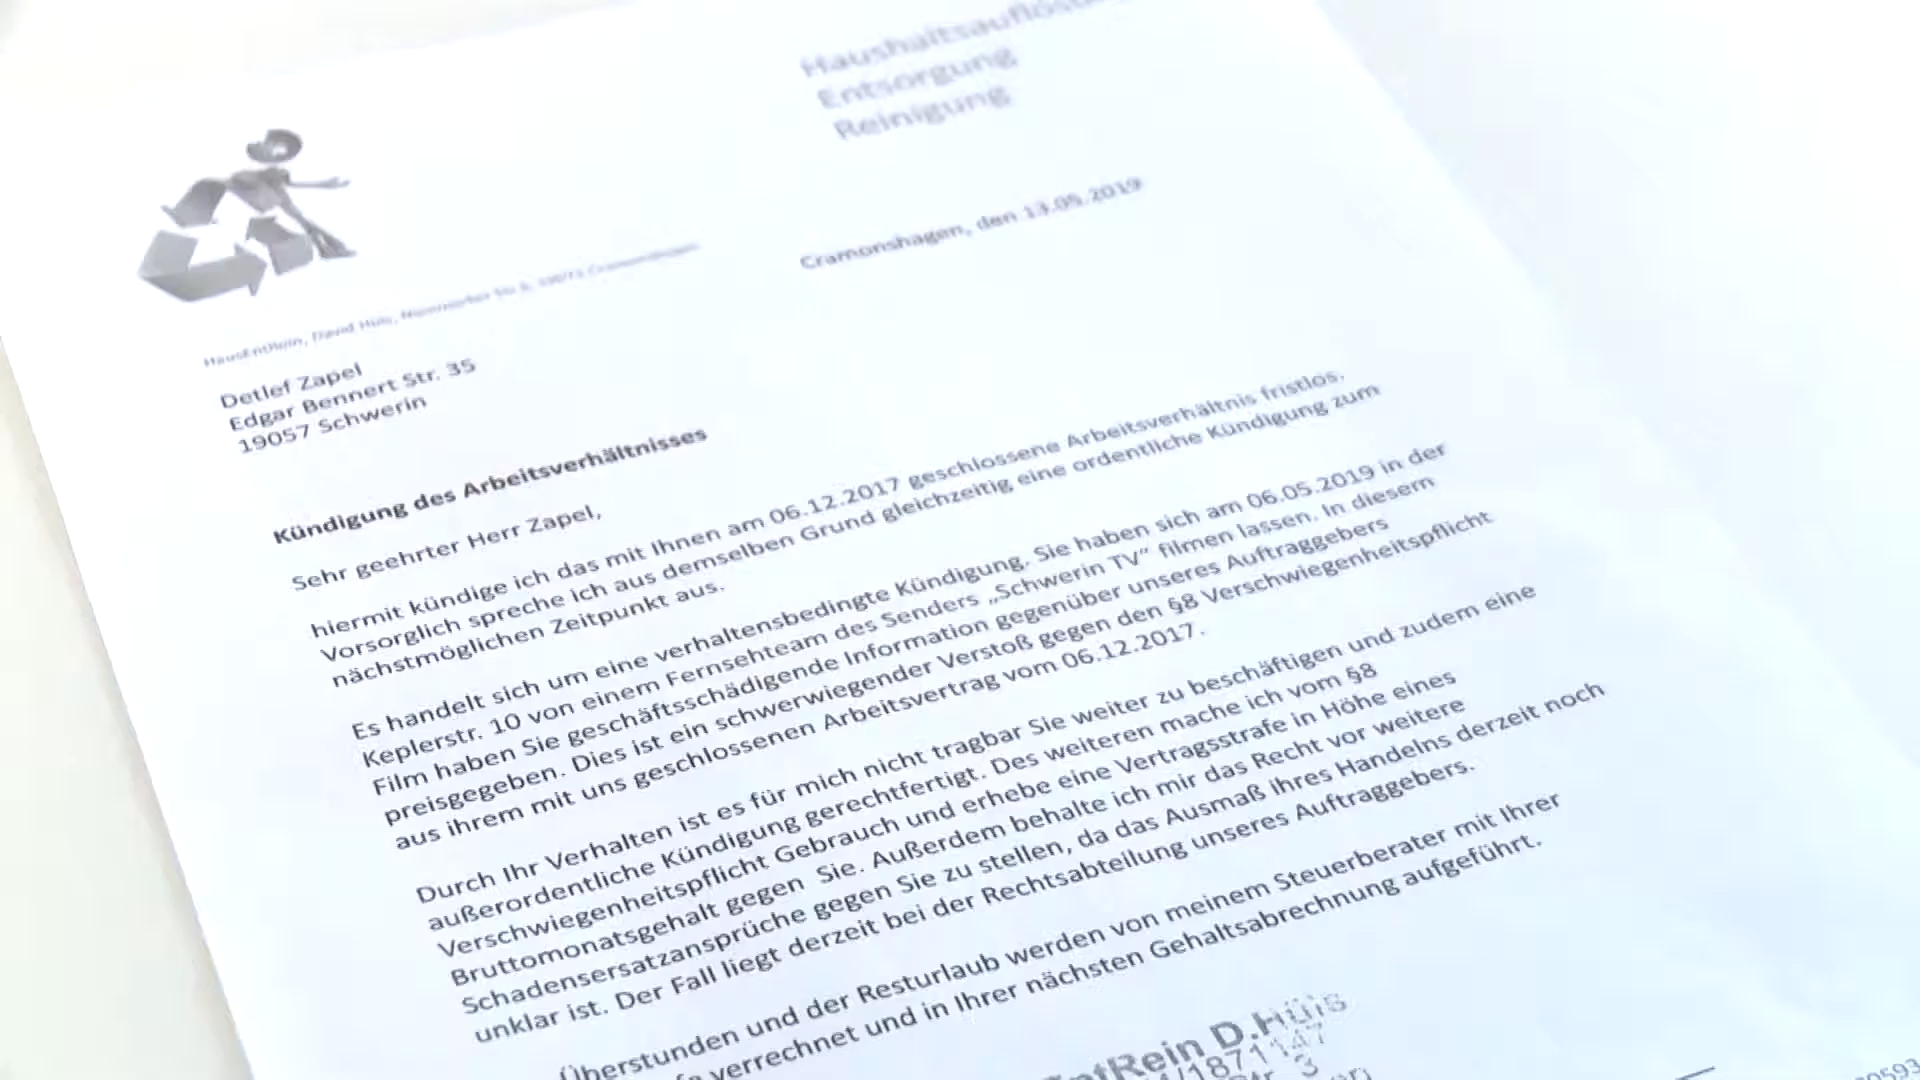 Entsorgung
Reinigung
Cramonshagen, den 13.05.2019
HausEntRein, David Hüls,
Detlef Zapel
Edgar Bennert Str. 35
19057 Schwerin
Kündigung des Arbeitsverhältnisses
Sehr geehrter Herr Zapel,
hiermit kündige ich das mit Ihnen am 06.12.2017 geschlossene Arbeitsverhältnis fristlos.
Vorsorglich spreche ich aus demselben Grund gleichzeitig eine ordentliche Kündigung zum
nächstmöglichen Zeitpunkt aus.
Es handelt sich um eine verhaltensbedingte Kündigung. Sie haben sich am 06.05.2019 in der
Keplerstr. 10 von einem Fernsehteam des Senders „Schwerin TV“ filmen lassen. In diesem
Film haben Sie geschäftsschädigende Information gegenüber unseres Auftraggebers
preisgegeben. Dies ist ein schwerwiegender Verstoß gegen den §8 Verschwiegenheitspflicht
aus ihrem mit uns geschlossenen Arbeitsvertrag vom 06.12.2017.
Durch Ihr Verhalten ist es für mich nicht tragbar Sie weiter zu beschäftigen und zudem eine
außerordentliche Kündigung gerechtfertigt. Des weiteren mache ich vom §8
Verschwiegenheitspflicht Gebrauch und erhebe eine Vertragsstrafe in Höhe eines
Bruttomonatsgehalt gegen Sie. Außerdem behalte ich mir das Recht vor weitere
Schadensersatzansprüche gegen Sie zu stellen, da das Ausmaß ihres Handelns derzeit noch
unklar ist. Der Fall liegt derzeit bei der Rechtsabteilung unseres Auftraggebers.
Überstunden und der Resturlaub werden von meinem Steuerberater mit Ihrer
verrechnet und in Ihrer nächsten Gehaltsabrechnung aufgeführt.
ntRein D.Hüls
/1871147
Str. 3